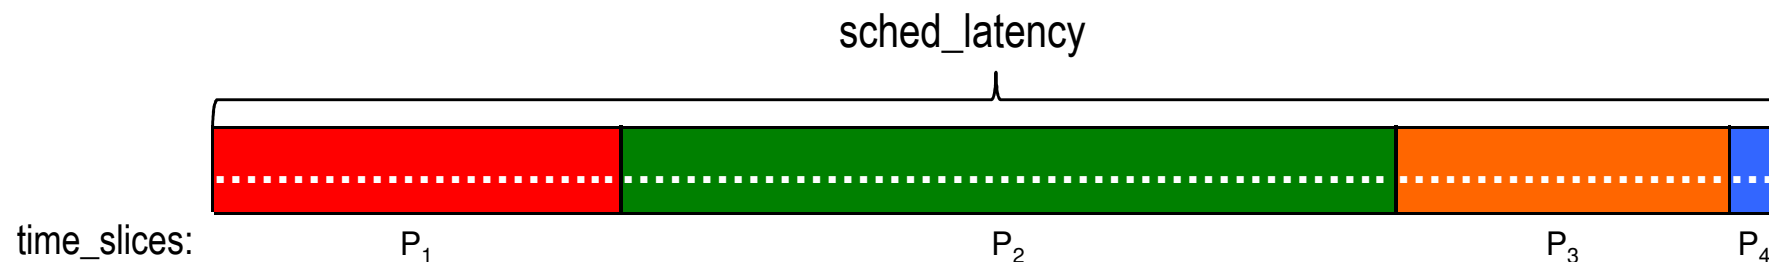 sched_latency
time_slices: P₁ P₂ P₃ P₄